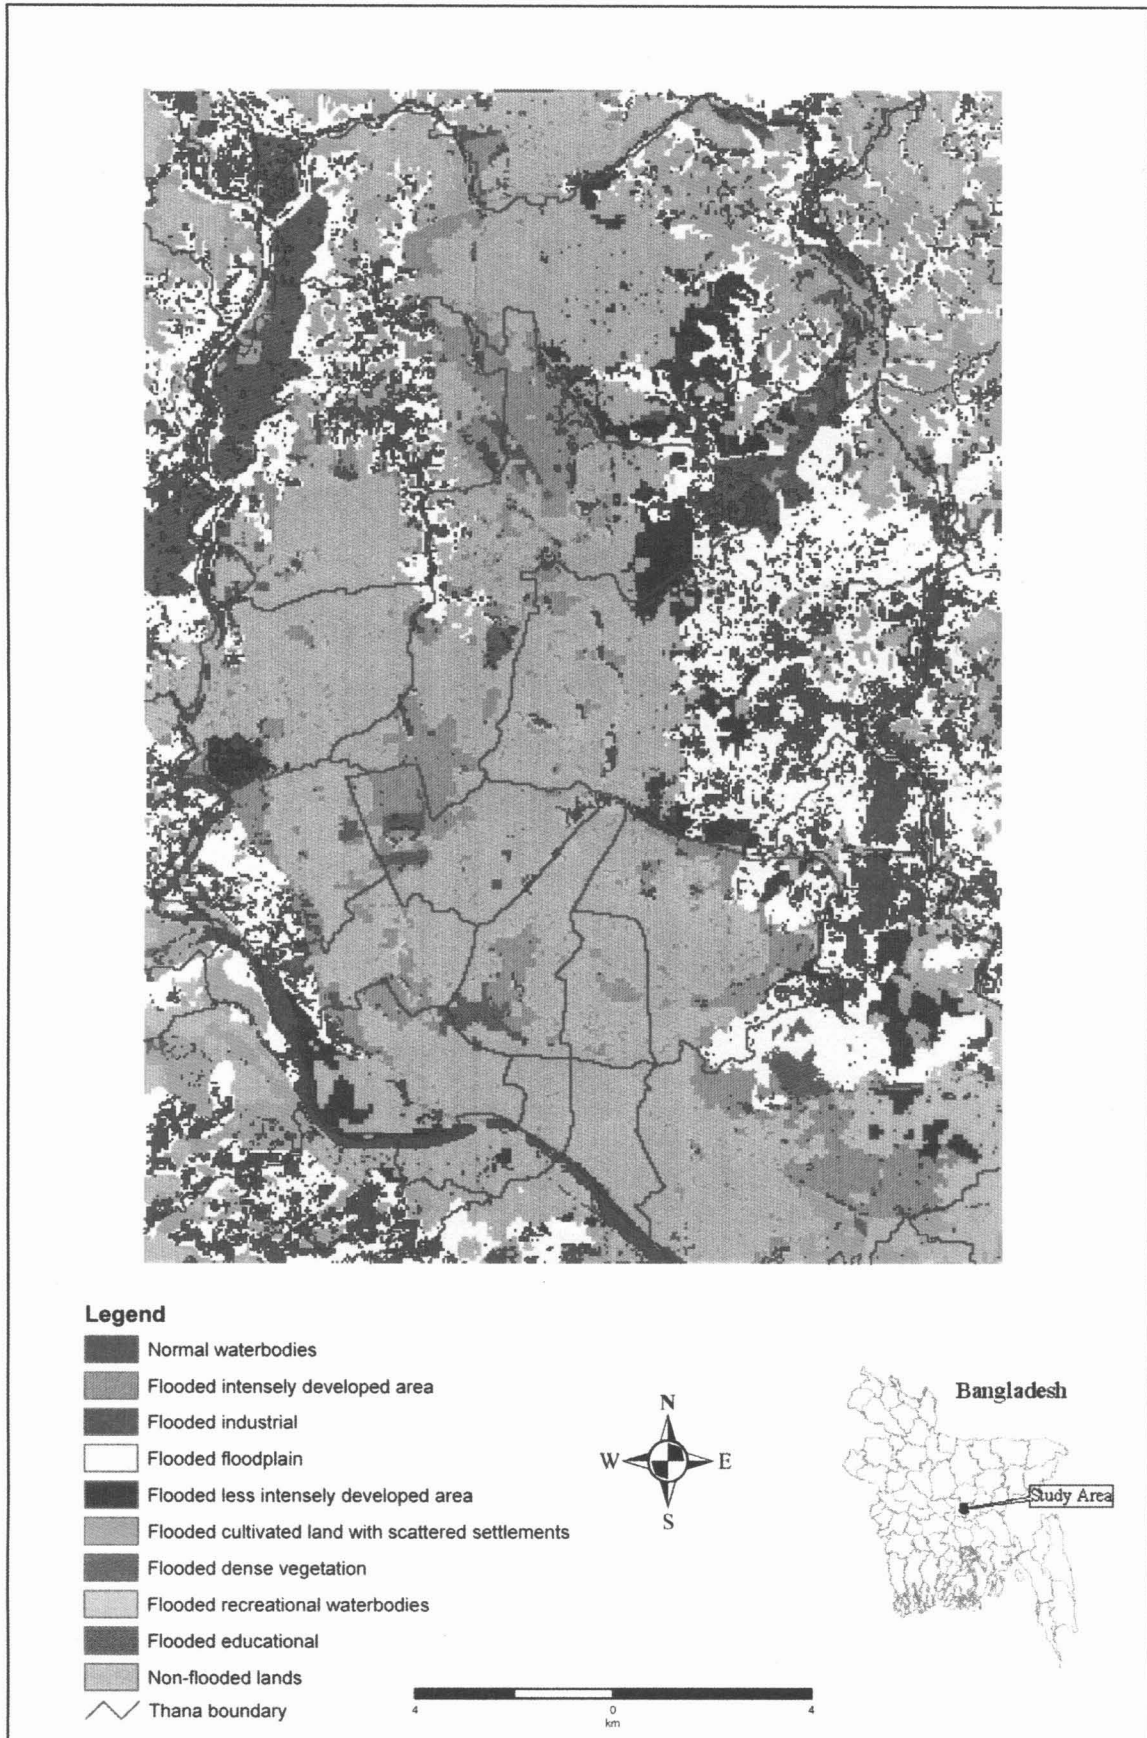 Legend
Normal waterbodies
Flooded intensely developed area
Flooded industrial
Flooded floodplain
Flooded less intensely developed area
Flooded cultivated land with scattered settlements
Flooded dense vegetation
Flooded recreational waterbodies
Flooded educational
Non-flooded lands
Thana boundary
N
W E
S
4 0 4
km
Bangladesh
Study Area